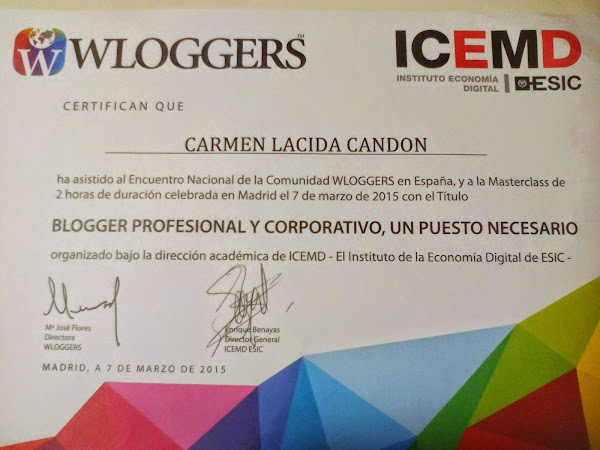 W WLOGGERS™
ICEMD
INSTITUTO ECONOMÍA
DIGITAL
ESIC
CERTIFICAN QUE
CARMEN LACIDA CANDON
ha asistido al Encuentro Nacional de la Comunidad WLOGGERS en España, y a la Masterclass de
2 horas de duración celebrada en Madrid el 7 de marzo de 2015 con el Título
BLOGGER PROFESIONAL Y CORPORATIVO, UN PUESTO NECESARIO
organizado bajo la dirección académica de ICEMD - El Instituto de la Economía Digital de ESIC -
Mª José Flores
Directora
WLOGGERS
Enrique Benayas
Director General
ICEMD ESIC
MADRID, A 7 DE MARZO DE 2015